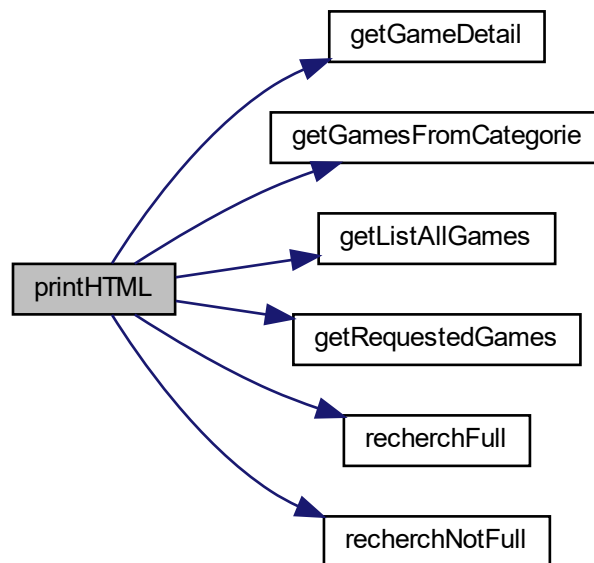 getGameDetail
getGamesFromCategorie
getListAllGames
printHTML
getRequestedGames
recherchFull
recherchNotFull